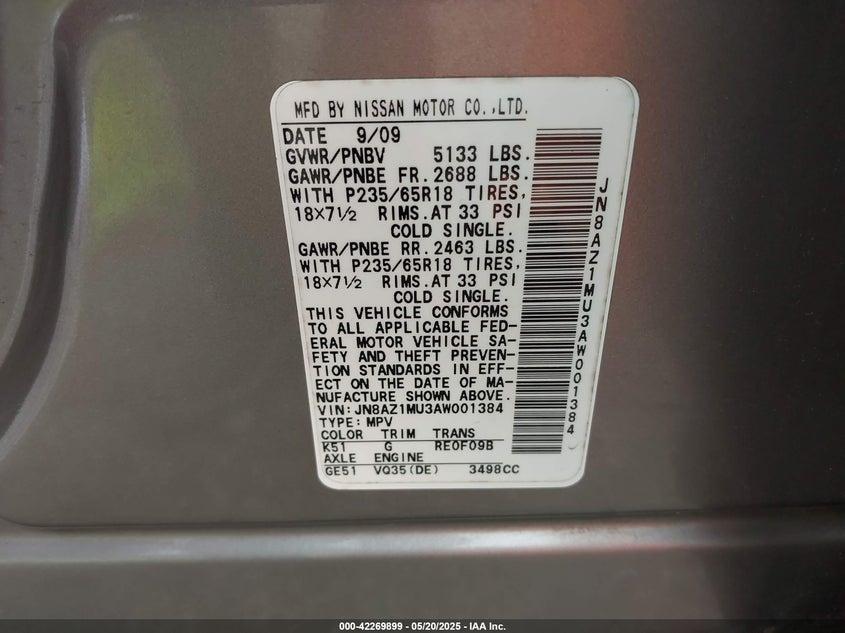 MFD BY NISSAN MOTOR CO.,LTD.
DATE 9/09
GVWR/PNBV 5133 LBS.
GAWR/PNBE FR. 2688 LBS.
WITH P235/65R18 TIRES,
18×7½ RIMS. AT 33 PSI
COLD SINGLE.
GAWR/PNBE RR. 2463 LBS.
WITH P235/65R18 TIRES,
18×7½ RIMS. AT 33 PSI
COLD SINGLE.
THIS VEHICLE CONFORMS
TO ALL APPLICABLE FED-
ERAL MOTOR VEHICLE SA-
FETY AND THEFT PREVEN-
TION STANDARDS IN EFF-
ECT ON THE DATE OF MA-
NUFACTURE SHOWN ABOVE.
VIN:JN8AZ1MU3AW001384
TYPE:MPV
COLOR TRIM TRANS
K51 G RE0F09B
AXLE ENGINE
GE51 VQ35(DE) 3498CC
JN8AZ1MU3AW001384
000-42269899 — 05/20/2025 - IAA Inc.